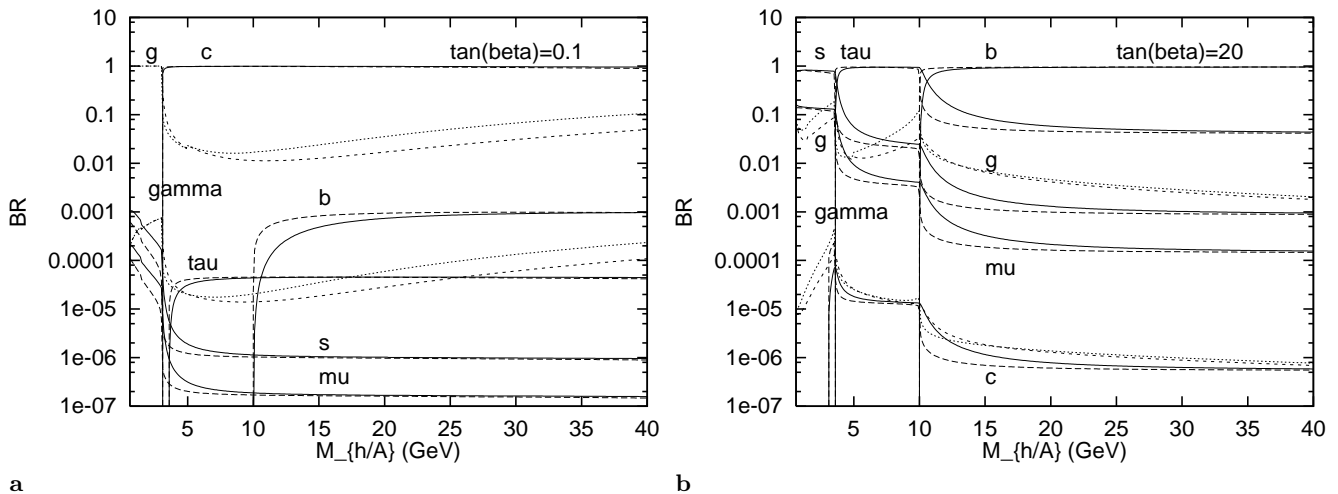 10
g c tan(beta)=0.1
1
0.1
0.01
gamma
BR
0.001
b
0.0001
tau
1e-05
s
1e-06
mu
1e-07
5 10 15 20 25 30 35 40
M_{h/A} (GeV)
a
10
s tau b tan(beta)=20
1
0.1
g g
0.01
BR
0.001
gamma
0.0001
mu
1e-05
1e-06
c
1e-07
5 10 15 20 25 30 35 40
M_{h/A} (GeV)
b